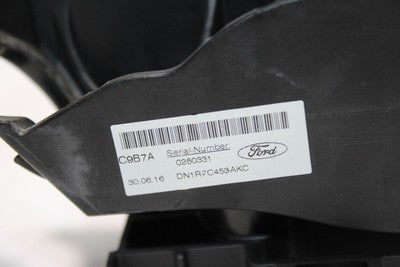 C9B7A Serial-Number Ford
0280331
30.06.16 DN1R7C453AKC